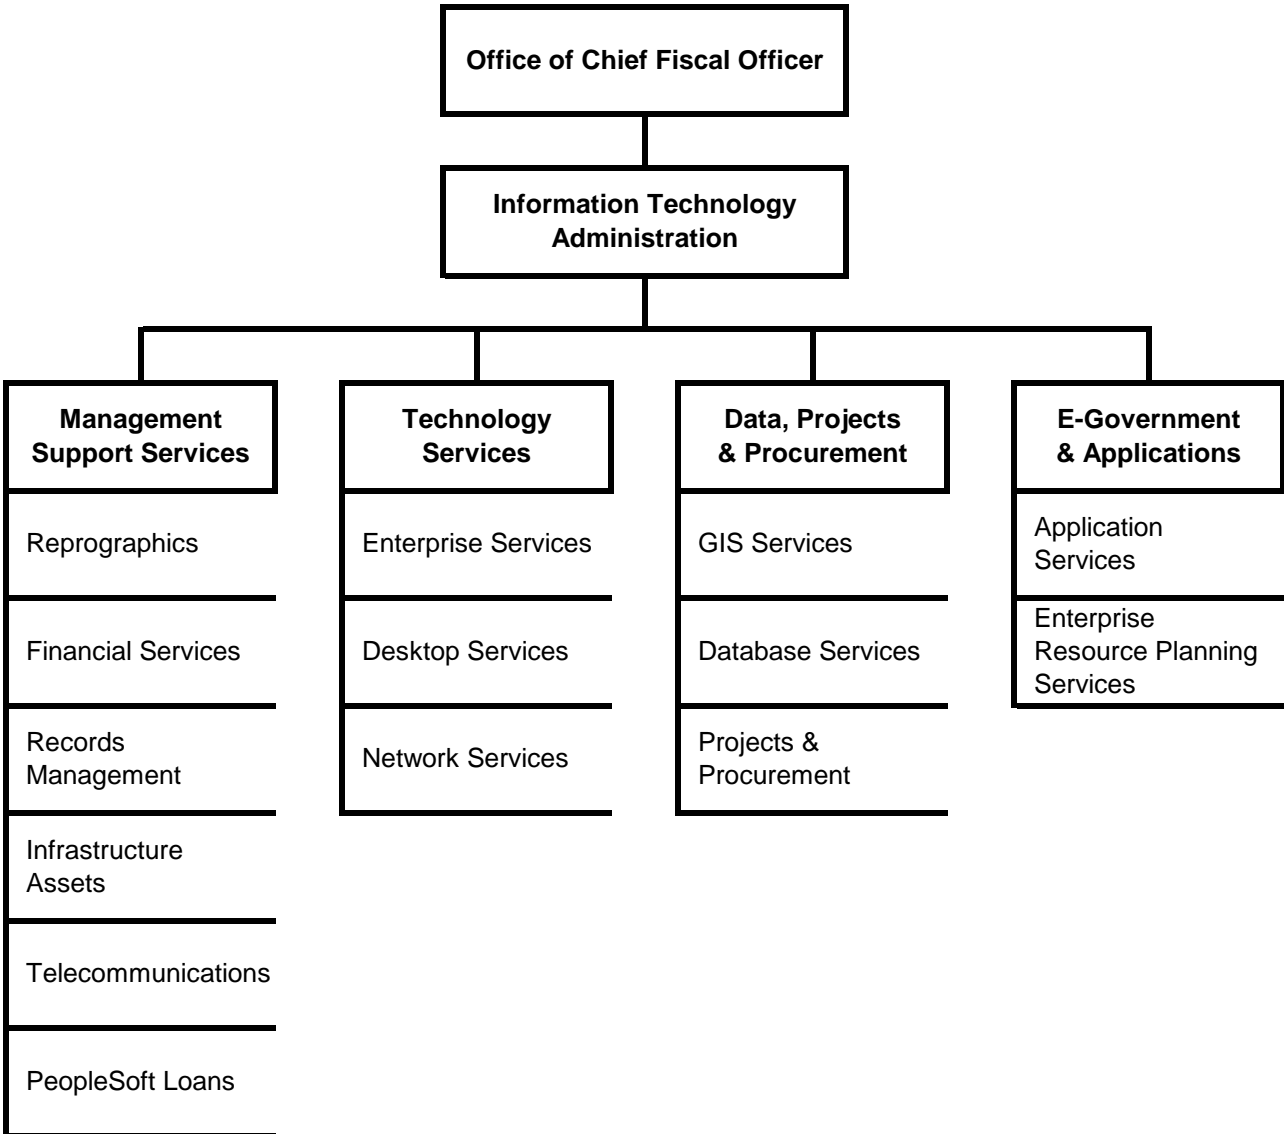 Office of Chief Fiscal Officer
Information Technology
Administration
Management
Support Services
Reprographics
Financial Services
Records
Management
Infrastructure
Assets
Telecommunications
PeopleSoft Loans
Technology
Services
Enterprise Services
Desktop Services
Network Services
Data, Projects
& Procurement
GIS Services
Database Services
Projects &
Procurement
E-Government
& Applications
Application
Services
Enterprise
Resource Planning
Services